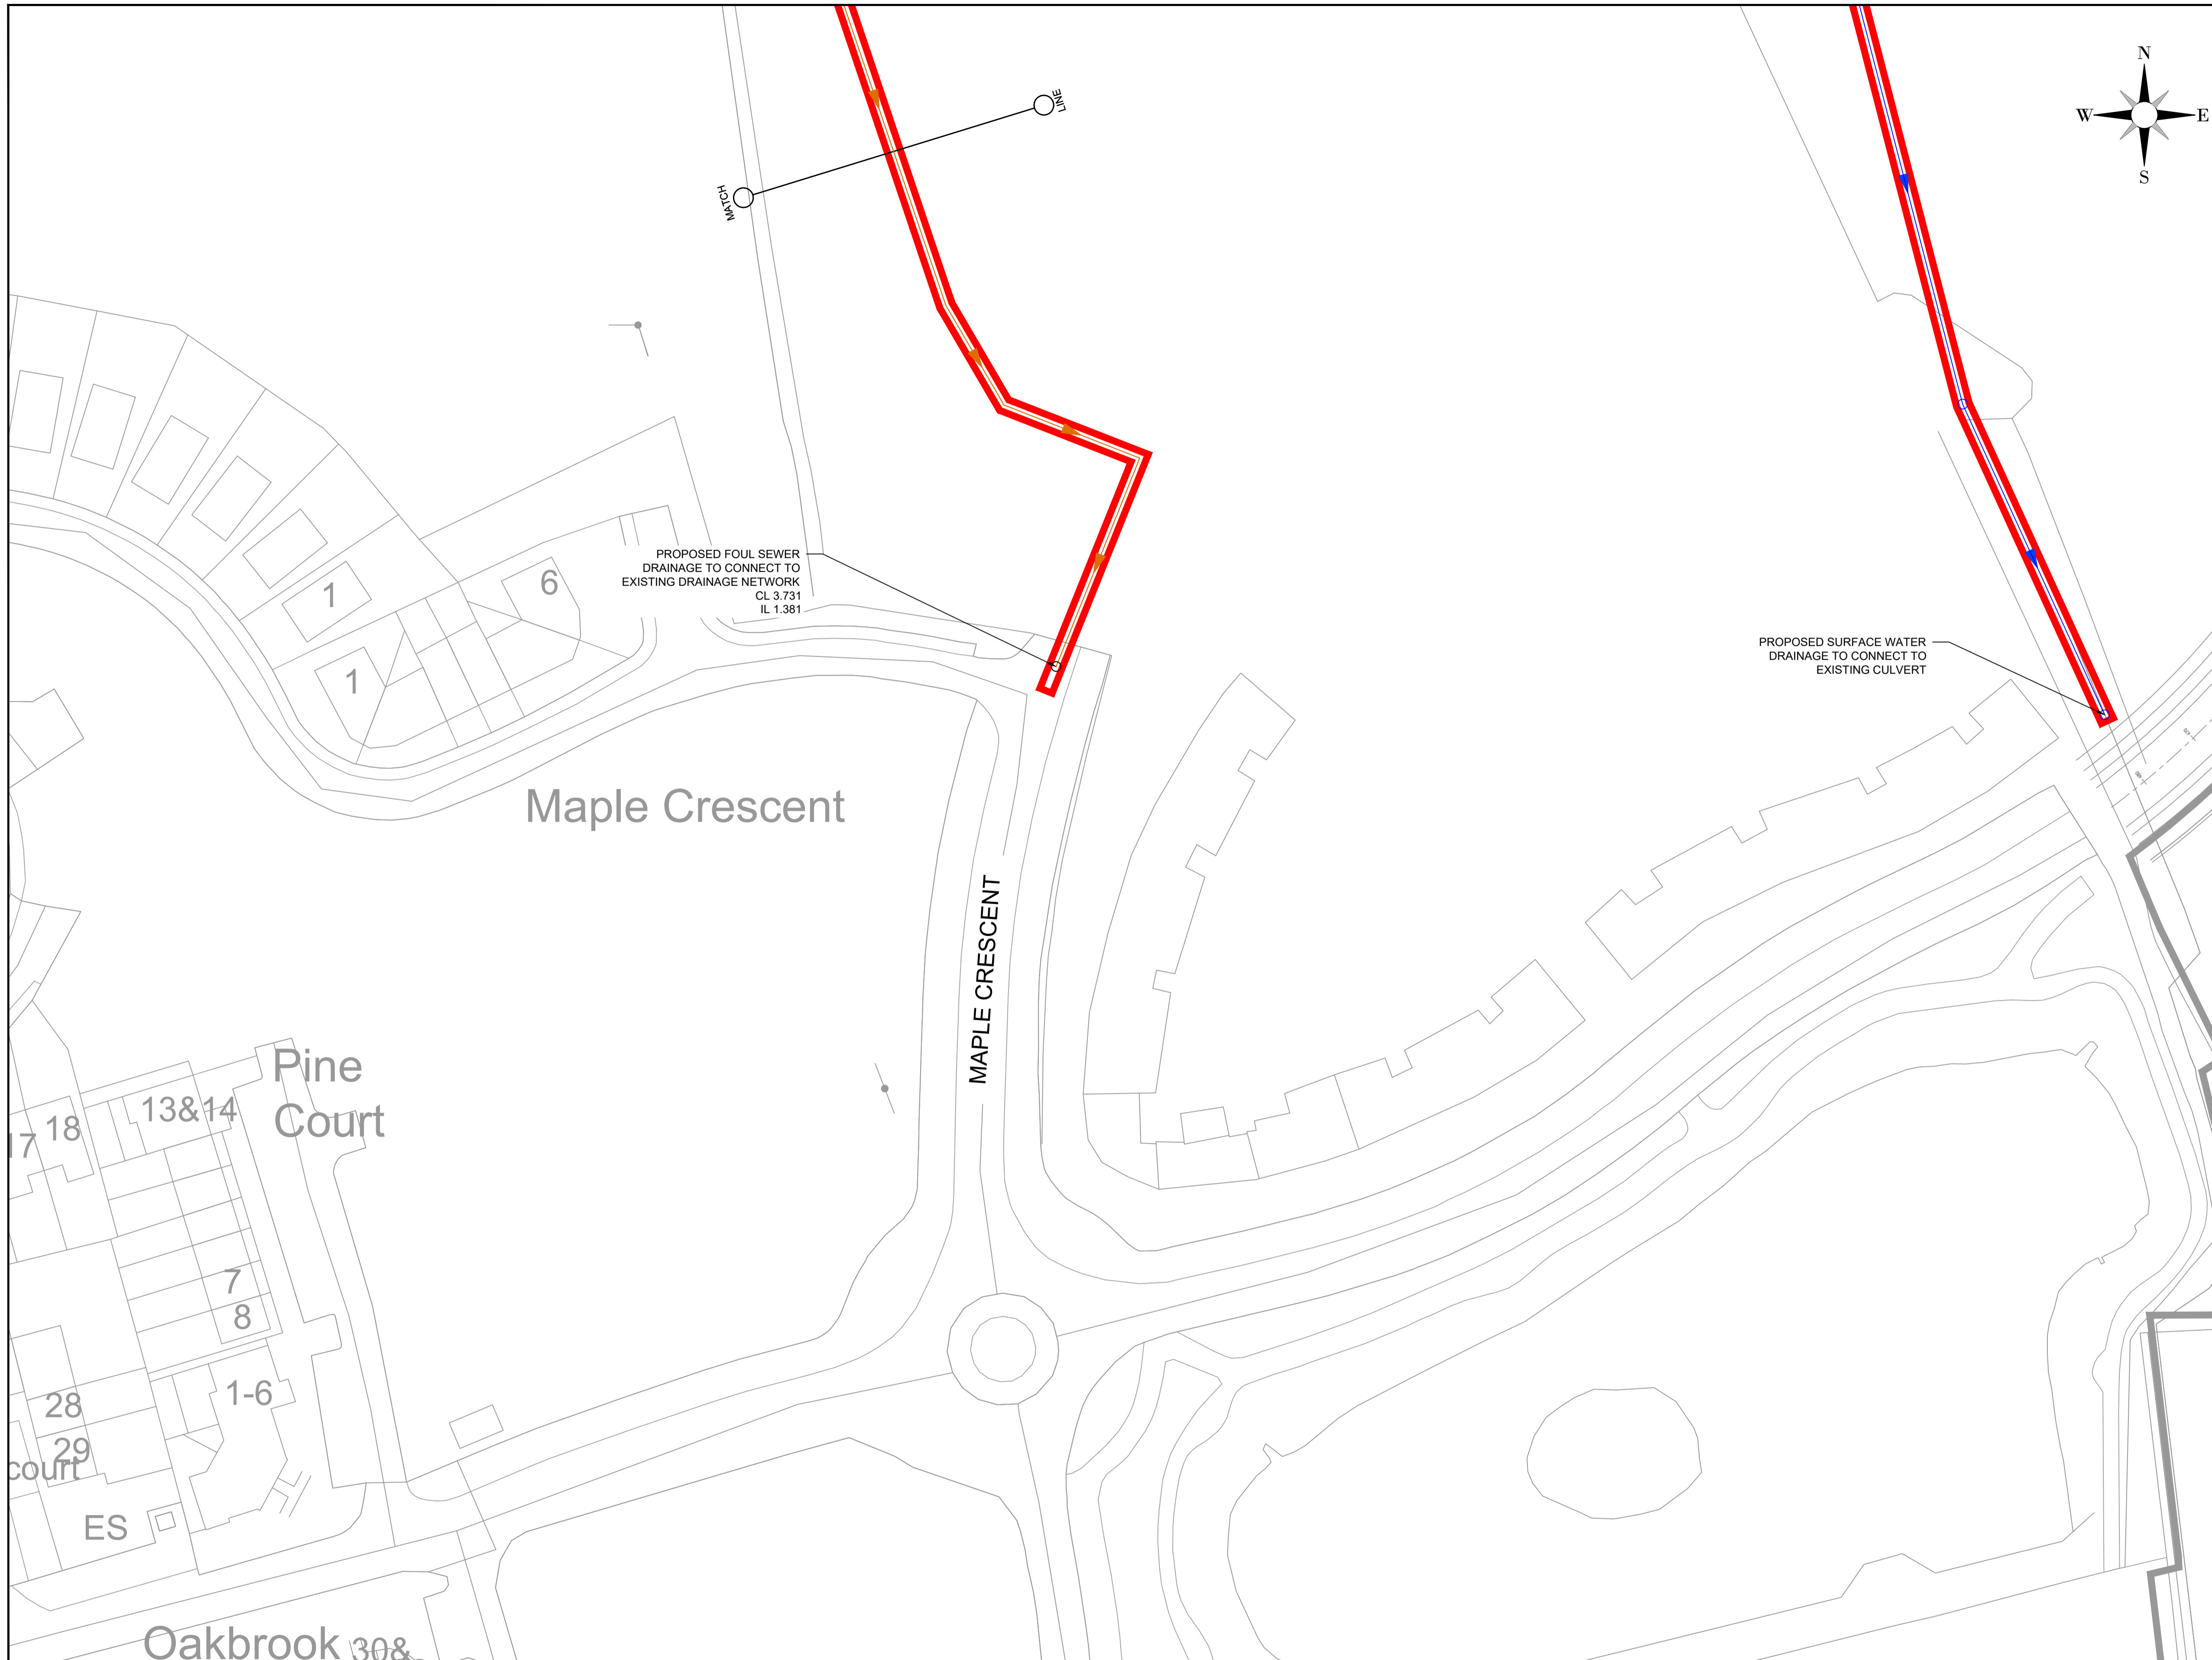 N
W
E
S
LINE
MATCH
PROPOSED FOUL SEWER
DRAINAGE TO CONNECT TO
EXISTING DRAINAGE NETWORK
CL 3.731
IL 1.381
6
1
1
PROPOSED SURFACE WATER
DRAINAGE TO CONNECT TO
EXISTING CULVERT
Maple Crescent
MAPLE CRESCENT
Pine
Court
13&14
18
17
7
8
1-6
28
29
court
ES
Oakbrook
30&